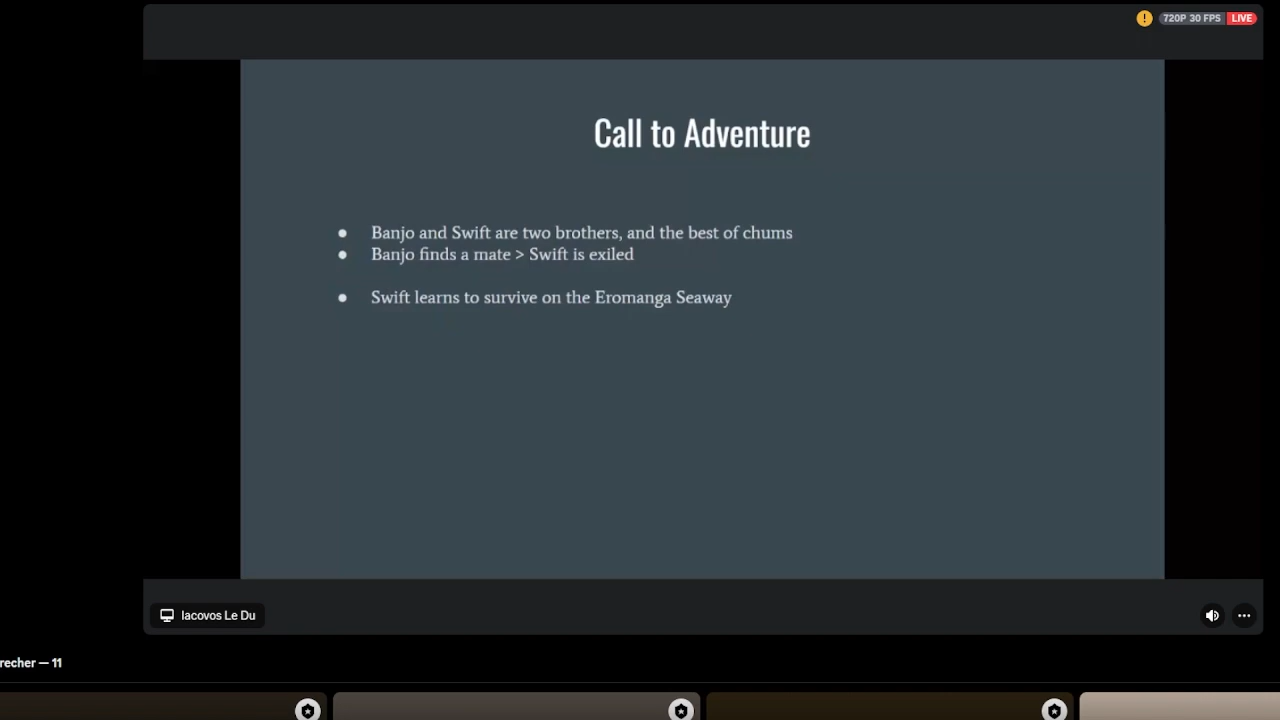 720P 30 FPS LIVE
Call to Adventure
● Banjo and Swift are two brothers, and the best of chums
● Banjo finds a mate > Swift is exiled
● Swift learns to survive on the Eromanga Seaway
Iacovos Le Du
recher — 11